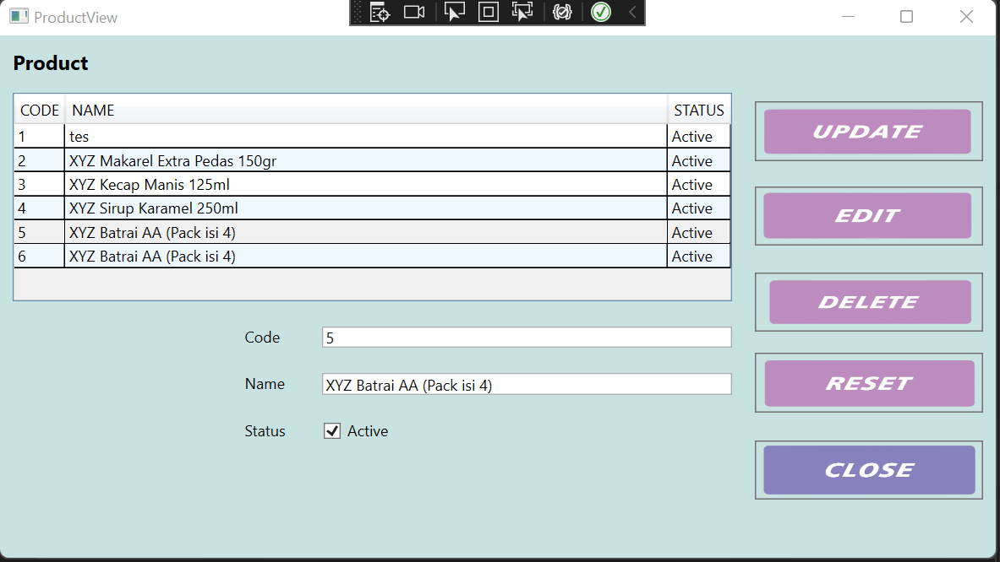 ProductView
Product
CODE NAME STATUS
1 tes Active
2 XYZ Makarel Extra Pedas 150gr Active
3 XYZ Kecap Manis 125ml Active
4 XYZ Sirup Karamel 250ml Active
5 XYZ Batrai AA (Pack isi 4) Active
6 XYZ Batrai AA (Pack isi 4) Active
Code 5
Name XYZ Batrai AA (Pack isi 4)
Status Active
UPDATE
EDIT
DELETE
RESET
CLOSE